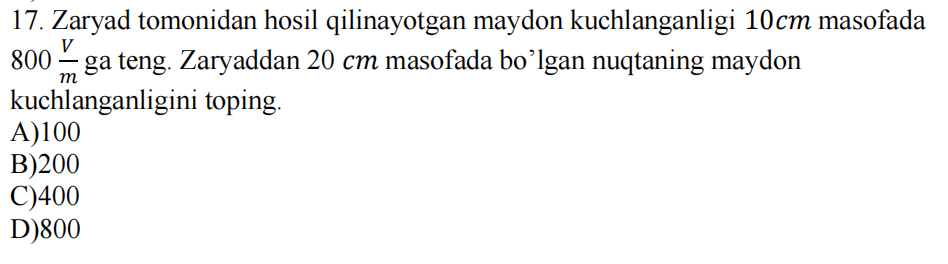 17. Zaryad tomonidan hosil qilinayotgan maydon kuchlanganligi 10cm masofada
800 V/m ga teng. Zaryaddan 20 cm masofada bo’lgan nuqtaning maydon
kuchlanganligini toping.
A)100
B)200
C)400
D)800